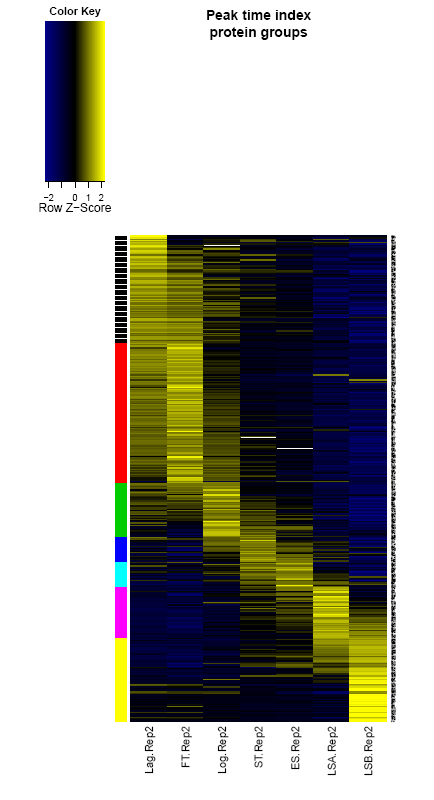 Color Key
Peak time index
protein groups
−2 0 1 2
Row Z−Score
Lag.Rep2
FT.Rep2
Log.Rep2
ST.Rep2
ES.Rep2
LSA.Rep2
LSB.Rep2